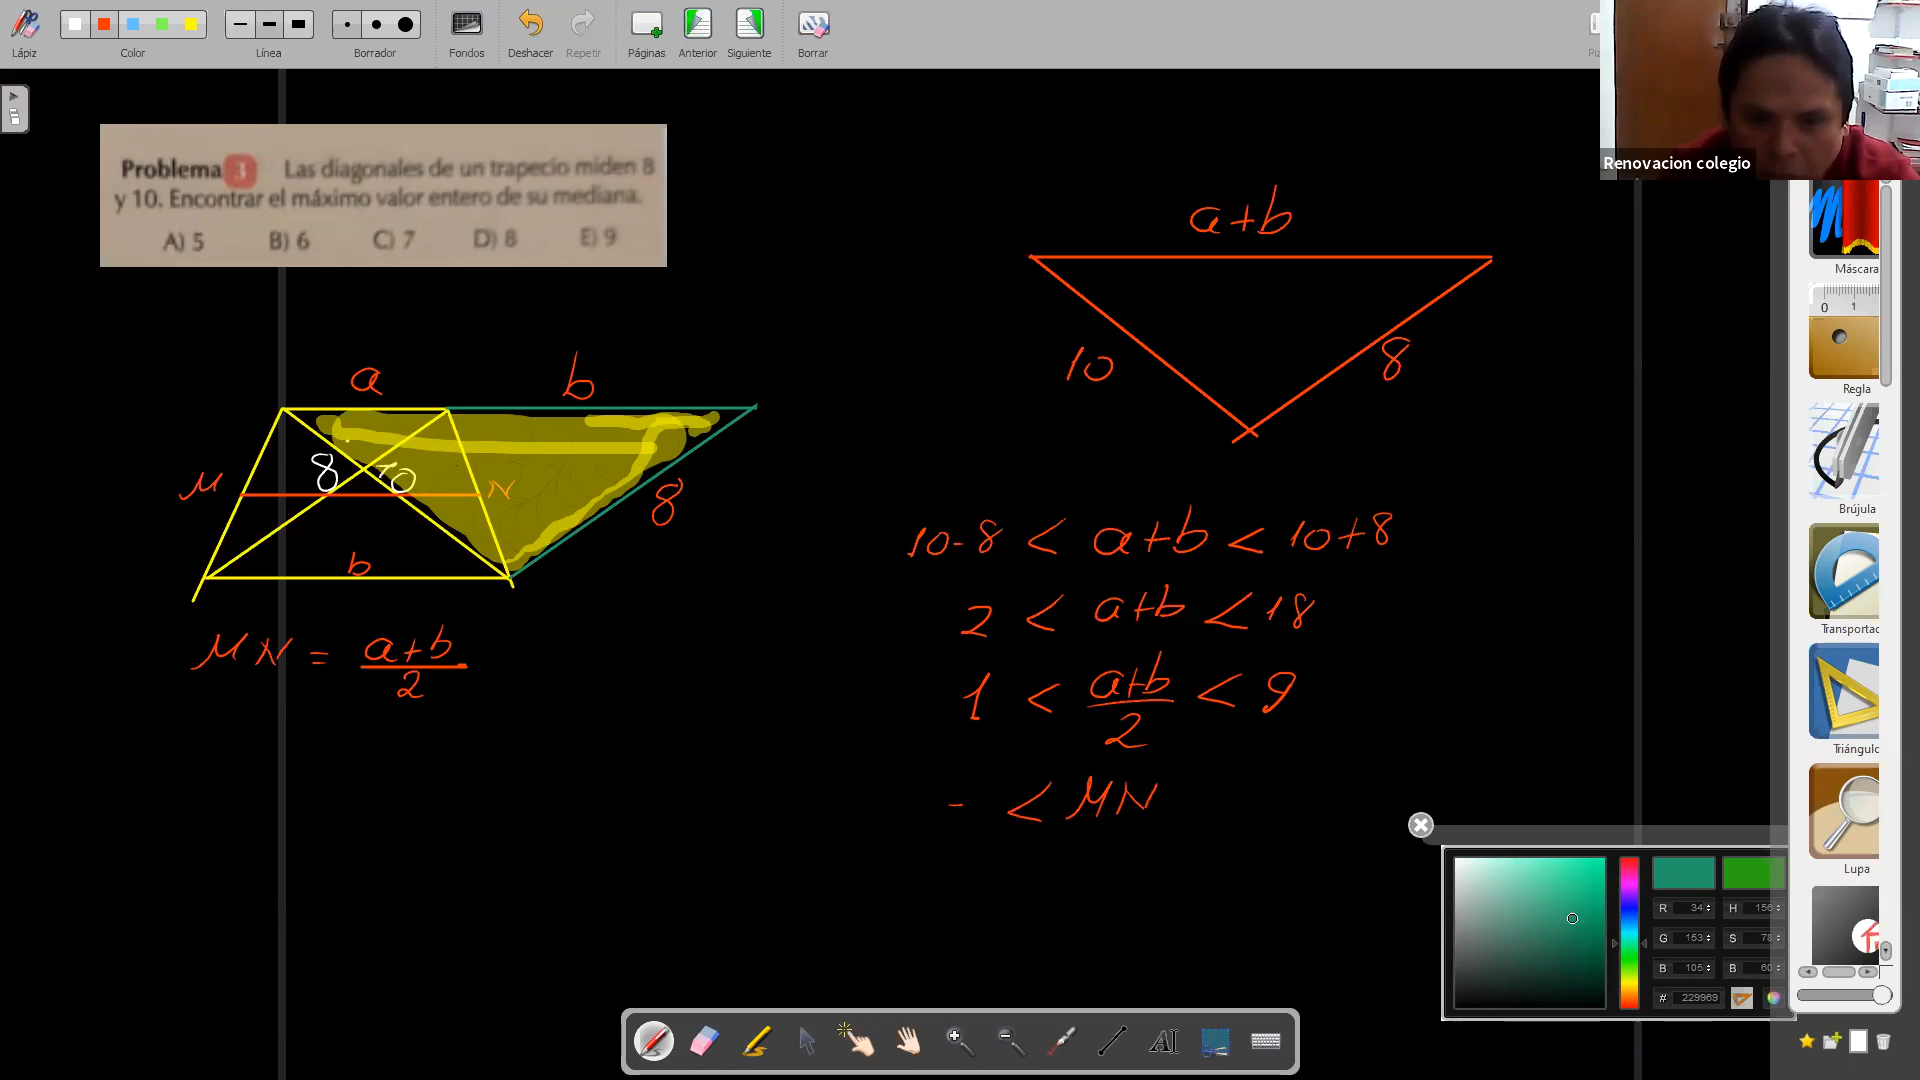 Lápiz
Color
Línea
Borrador
Fondos
Deshacer
Repetir
Páginas
Anterior
Siguiente
Borrar
Renovacion colegio
Problema 3 Las diagonales de un trapecio miden 8
y 10. Encontrar el máximo valor entero de su mediana.
A) 5 B) 6 C) 7 D) 8 E) 9
a b
8 10
M N
8
b
MN = a+b
2
a+b
10 8
10-8 < a+b < 10+8
2 < a+b < 18
1 < a+b < 9
2
- < MN
Máscara
0 1
Regla
Brújula
Transportac
Triángulo
Lupa
R 34 H 156
G 153 S 78
B 105 B 60
# 229969